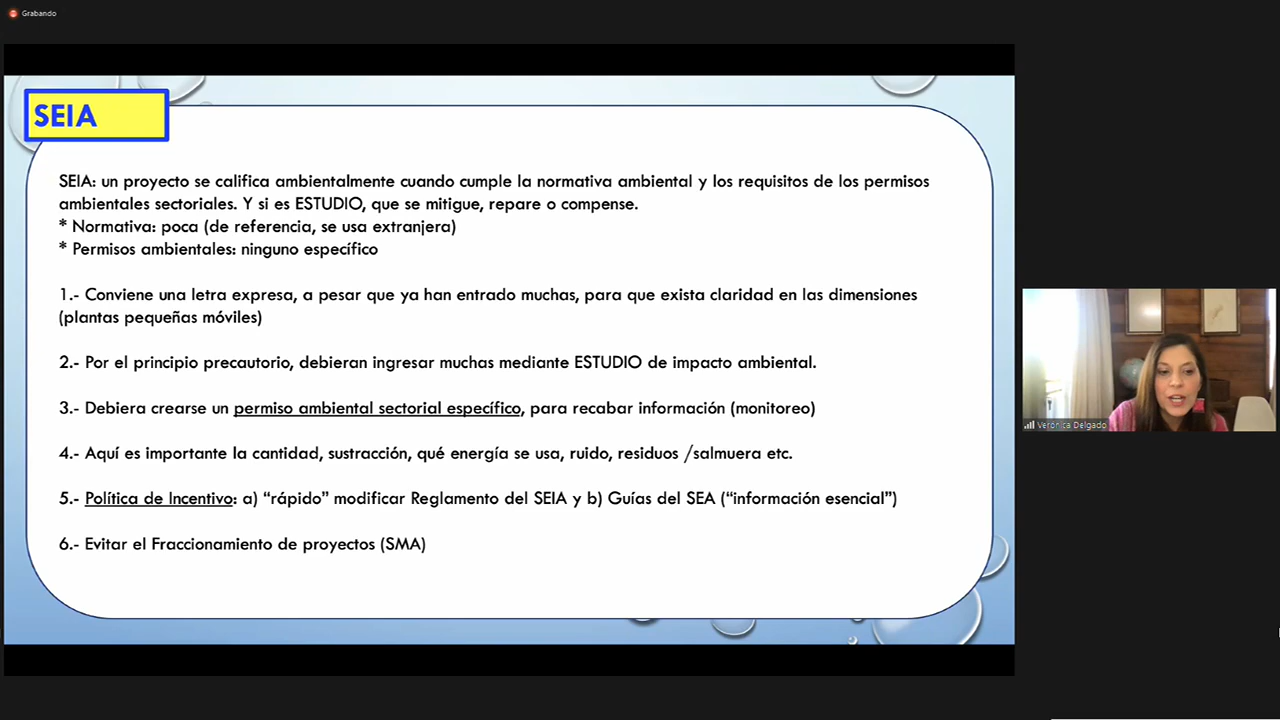 Grabando
SEIA
SEIA: un proyecto se califica ambientalmente cuando cumple la normativa ambiental y los requisitos de los permisos
ambientales sectoriales. Y si es ESTUDIO, que se mitigue, repare o compense.
* Normativa: poca (de referencia, se usa extranjera)
* Permisos ambientales: ninguno específico
1.- Conviene una letra expresa, a pesar que ya han entrado muchas, para que exista claridad en las dimensiones
(plantas pequeñas móviles)
2.- Por el principio precautorio, debieran ingresar muchas mediante ESTUDIO de impacto ambiental.
3.- Debiera crearse un permiso ambiental sectorial específico, para recabar información (monitoreo)
4.- Aquí es importante la cantidad, sustracción, qué energía se usa, ruido, residuos /salmuera etc.
5.- Política de Incentivo: a) “rápido” modificar Reglamento del SEIA y b) Guías del SEA (“información esencial”)
6.- Evitar el Fraccionamiento de proyectos (SMA)
Verónica Delgado